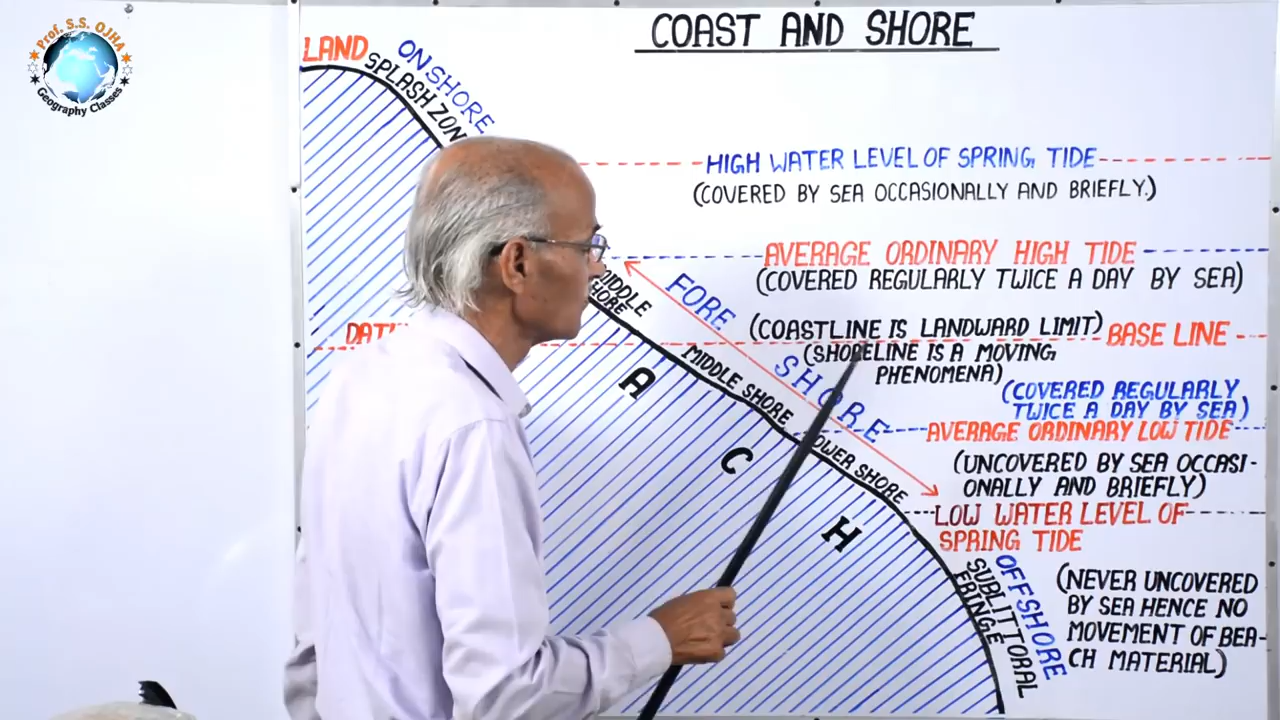 Prof. S.S. OJHA
Geography Classes
COAST AND SHORE
LAND
ONSHORE
SPLASH ZON
HIGH WATER LEVEL OF SPRING TIDE
(COVERED BY SEA OCCASIONALLY AND BRIEFLY.)
AVERAGE ORDINARY HIGH TIDE
(COVERED REGULARLY TWICE A DAY BY SEA)
MIDDLE
SHORE
FORE
SHORE
(COASTLINE IS LANDWARD LIMIT)
BASE LINE
(SHORELINE IS A MOVING
PHENOMENA)
MIDDLE SHORE
A
(COVERED REGULARLY
TWICE A DAY BY SEA)
AVERAGE ORDINARY LOW TIDE
C
LOWER SHORE
(UNCOVERED BY SEA OCCASI-
ONALLY AND BRIEFLY)
H
LOW WATER LEVEL OF
SPRING TIDE
OFFSHORE
SUBLITTORAL
FRINGE
(NEVER UNCOVERED
BY SEA HENCE NO
MOVEMENT OF BEA-
CH MATERIAL)